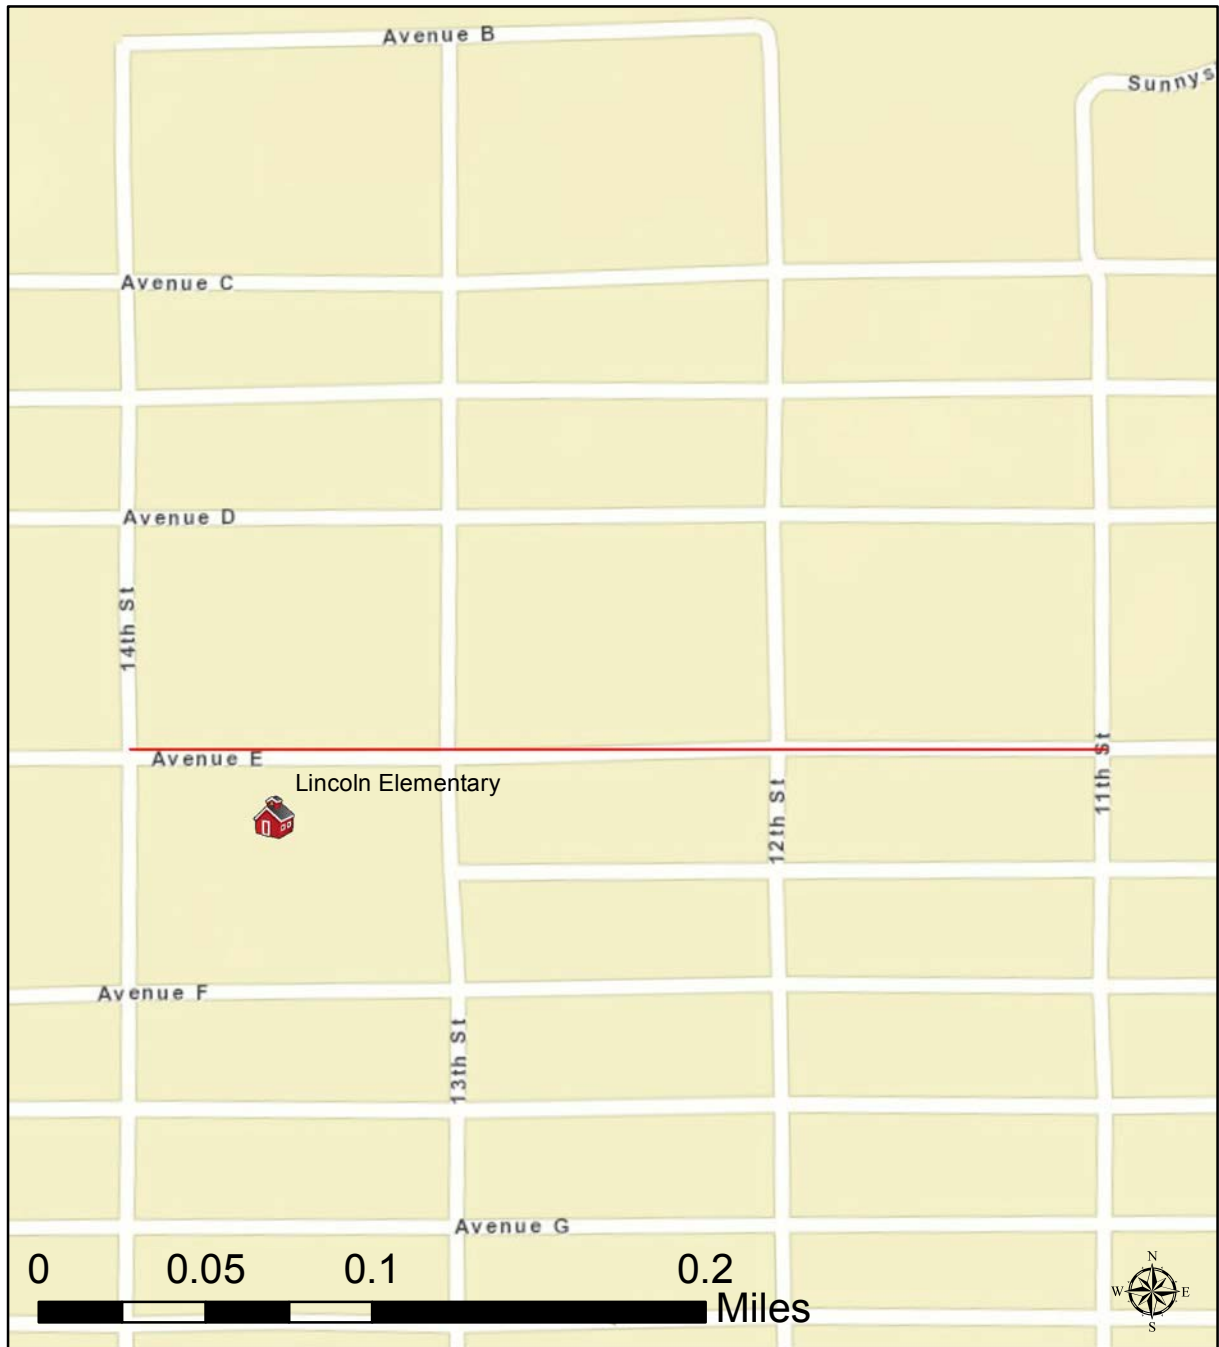 Avenue B
Sunnys
Avenue C
Avenue D
14th St
Avenue E
11th St
Lincoln Elementary
12th St
Avenue F
13th St
Avenue G
0 0.05 0.1 0.2
Miles
N
W E
S